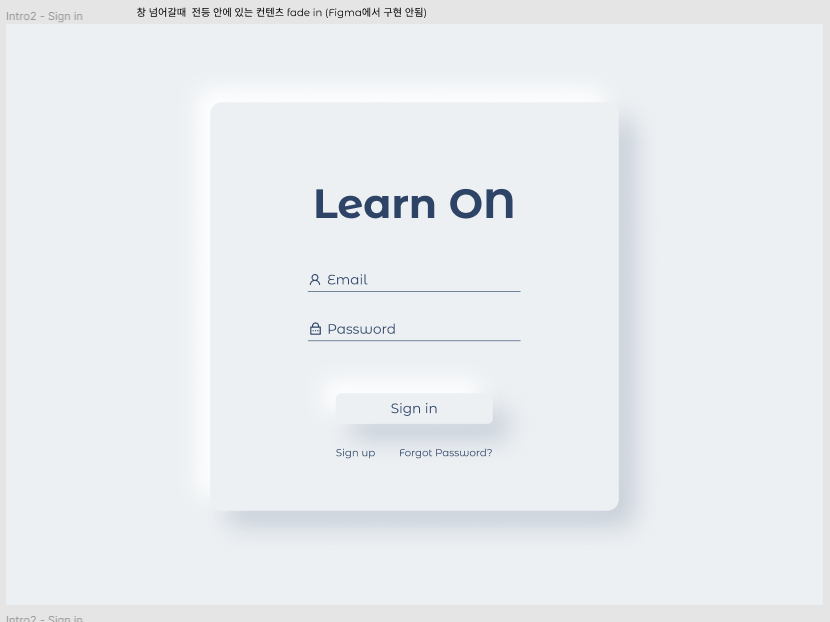 Intro2 - Sign in
창 넘어갈때 전등 안에 있는 컨텐츠 fade in (Figma에서 구현 안됨)
Learn ON
Email
Password
Sign in
Sign up Forgot Password?
Intro2 - Sign in